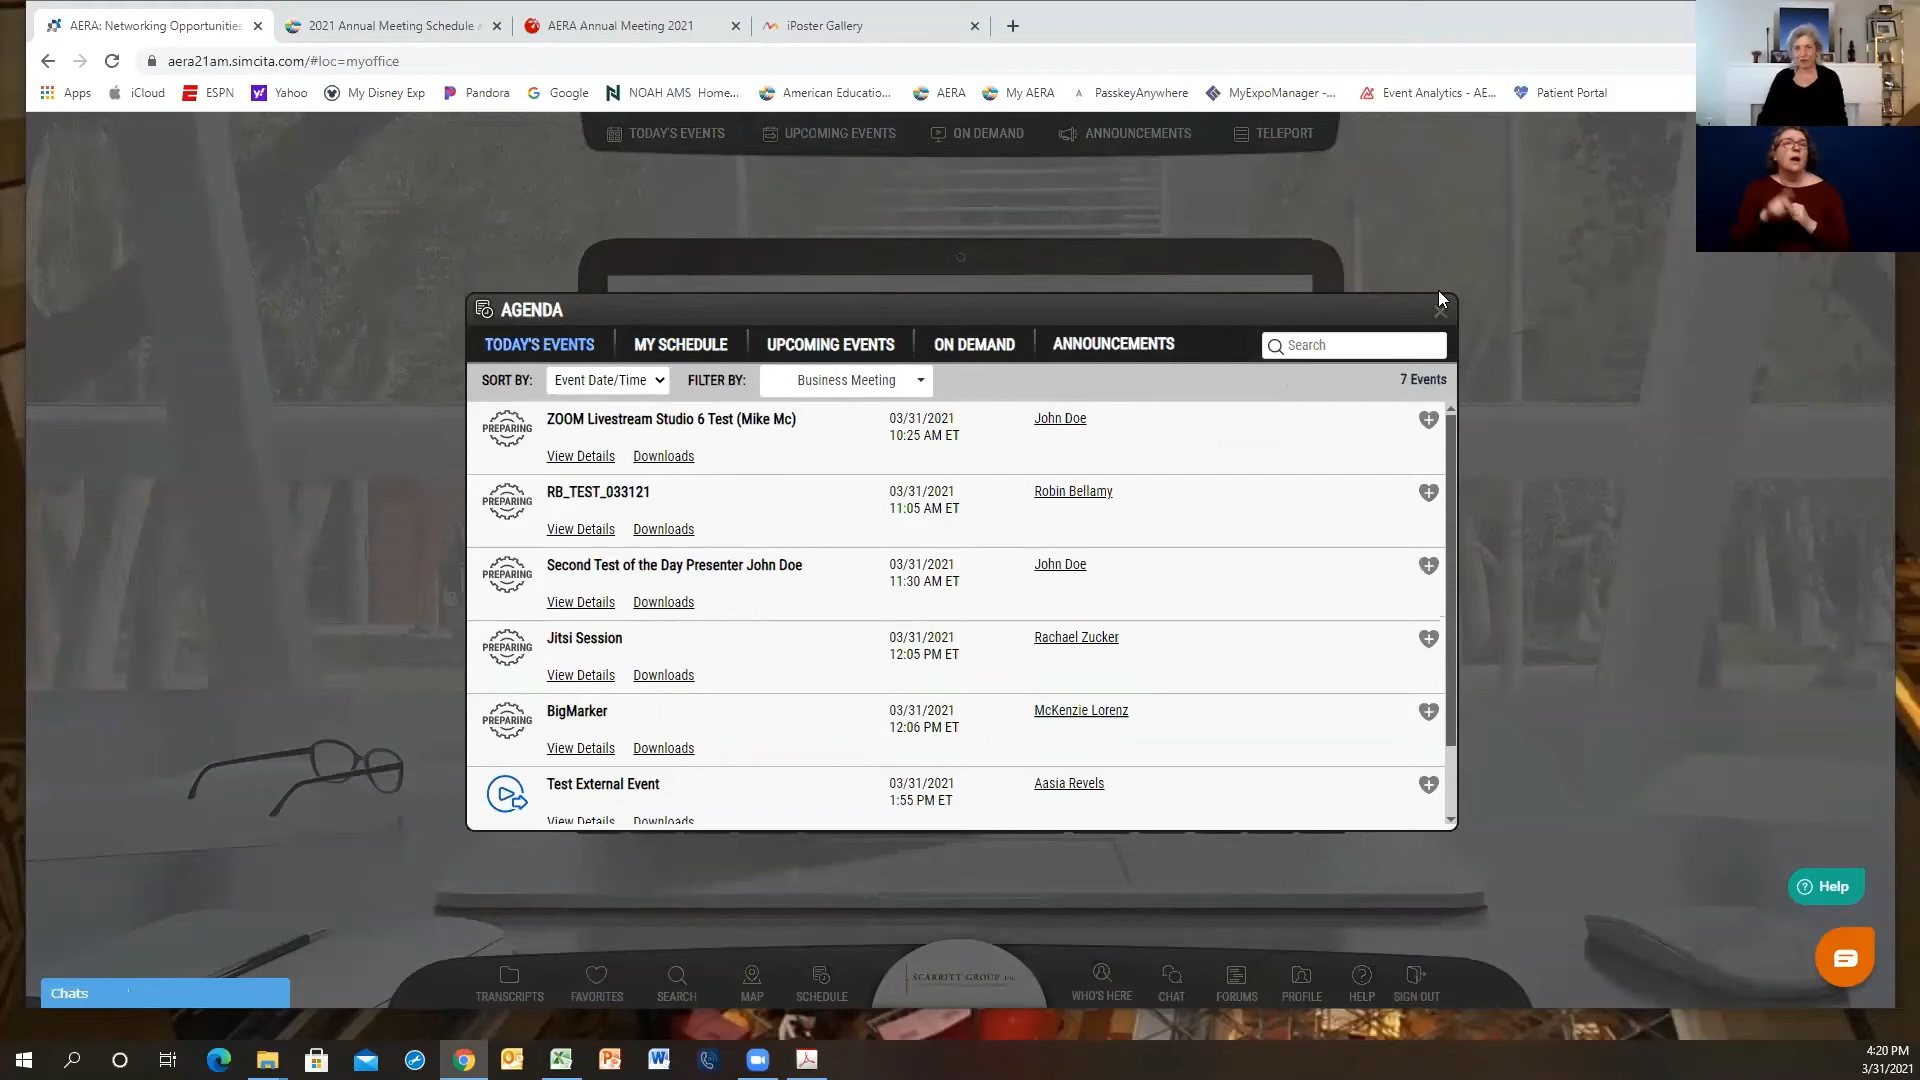 AERA: Networking Opportunities
2021 Annual Meeting Schedule
AERA Annual Meeting 2021
iPoster Gallery
aera21am.simcita.com/#loc=myoffice
Apps iCloud ESPN Yahoo My Disney Exp Pandora Google NOAH AMS Home... American Educatio... AERA My AERA PasskeyAnywhere MyExpoManager -... Event Analytics - AE... Patient Portal
TODAY'S EVENTS UPCOMING EVENTS ON DEMAND ANNOUNCEMENTS TELEPORT
AGENDA
TODAY'S EVENTS MY SCHEDULE UPCOMING EVENTS ON DEMAND ANNOUNCEMENTS Search
SORT BY: Event Date/Time FILTER BY: Business Meeting 7 Events
PREPARING ZOOM Livestream Studio 6 Test (Mike Mc) 03/31/2021 John Doe
10:25 AM ET
View Details Downloads
PREPARING RB_TEST_033121 03/31/2021 Robin Bellamy
11:05 AM ET
View Details Downloads
PREPARING Second Test of the Day Presenter John Doe 03/31/2021 John Doe
11:30 AM ET
View Details Downloads
PREPARING Jitsi Session 03/31/2021 Rachael Zucker
12:05 PM ET
View Details Downloads
PREPARING BigMarker 03/31/2021 McKenzie Lorenz
12:06 PM ET
View Details Downloads
Test External Event 03/31/2021 Aasia Revels
1:55 PM ET
View Details Downloads
Help
Chats
SCARRITT GROUP, INC.
TRANSCRIPTS FAVORITES SEARCH MAP SCHEDULE WHO'S HERE CHAT FORUMS PROFILE HELP SIGN OUT
4:20 PM
3/31/2021